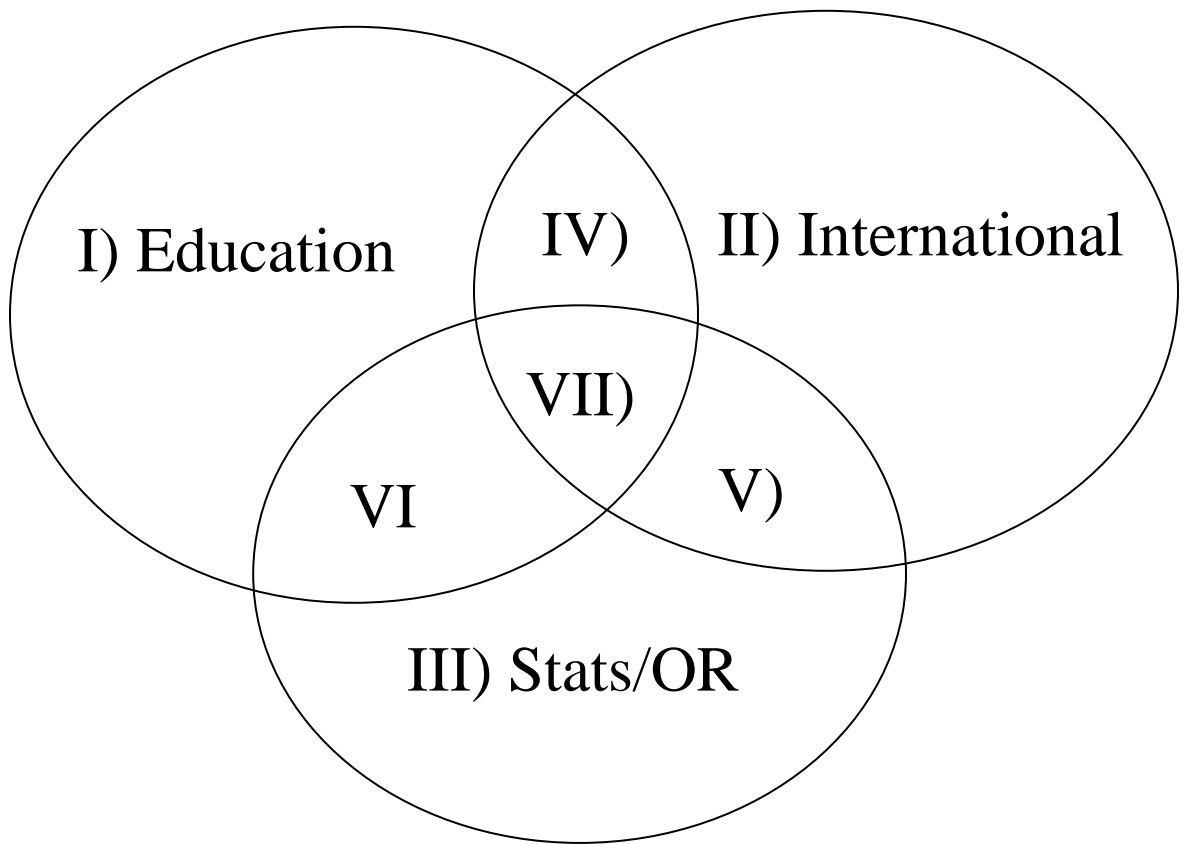 I) Education
IV)
II) International
VII)
VI
V)
III) Stats/OR